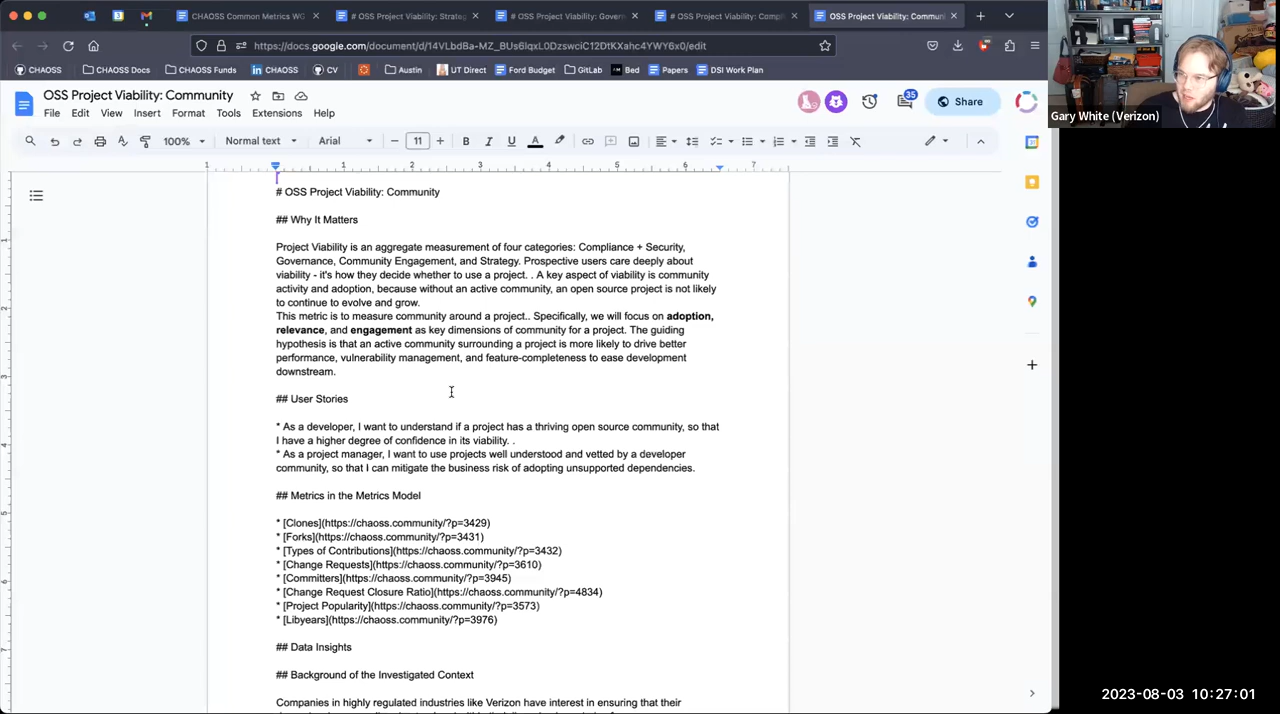 CHAOSS Common Metrics WG
# OSS Project Viability: Strateg
# OSS Project Viability: Govern
# OSS Project Viability: Compl
OSS Project Viability: Commun
https://docs.google.com/document/d/14VLbdBa-MZ_BUs6lqxL0DzswciC12DtKXahc4YWY6x0/edit
CHAOSS
CHAOSS Docs
CHAOSS Funds
CHAOSS
CV
Austin
UT Direct
Ford Budget
GitLab
Bed
Papers
DSI Work Plan
Gary White (Verizon)
OSS Project Viability: Community
File Edit View Insert Format Tools Extensions Help
35
Share
100%
Normal text
Arial
11
1 1 2 3 4 5 6 7
# OSS Project Viability: Community
## Why It Matters
Project Viability is an aggregate measurement of four categories: Compliance + Security,
Governance, Community Engagement, and Strategy. Prospective users care deeply about
viability - it's how they decide whether to use a project. . A key aspect of viability is community
activity and adoption, because without an active community, an open source project is not likely
to continue to evolve and grow.
This metric is to measure community around a project.. Specifically, we will focus on adoption,
relevance, and engagement as key dimensions of community for a project. The guiding
hypothesis is that an active community surrounding a project is more likely to drive better
performance, vulnerability management, and feature-completeness to ease development
downstream.
## User Stories
* As a developer, I want to understand if a project has a thriving open source community, so that
I have a higher degree of confidence in its viability. .
* As a project manager, I want to use projects well understood and vetted by a developer
community, so that I can mitigate the business risk of adopting unsupported dependencies.
## Metrics in the Metrics Model
* [Clones](https://chaoss.community/?p=3429)
* [Forks](https://chaoss.community/?p=3431)
* [Types of Contributions](https://chaoss.community/?p=3432)
* [Change Requests](https://chaoss.community/?p=3610)
* [Committers](https://chaoss.community/?p=3945)
* [Change Request Closure Ratio](https://chaoss.community/?p=4834)
* [Project Popularity](https://chaoss.community/?p=3573)
* [Libyears](https://chaoss.community/?p=3976)
## Data Insights
## Background of the Investigated Context
Companies in highly regulated industries like Verizon have interest in ensuring that their
2023-08-03 10:27:01